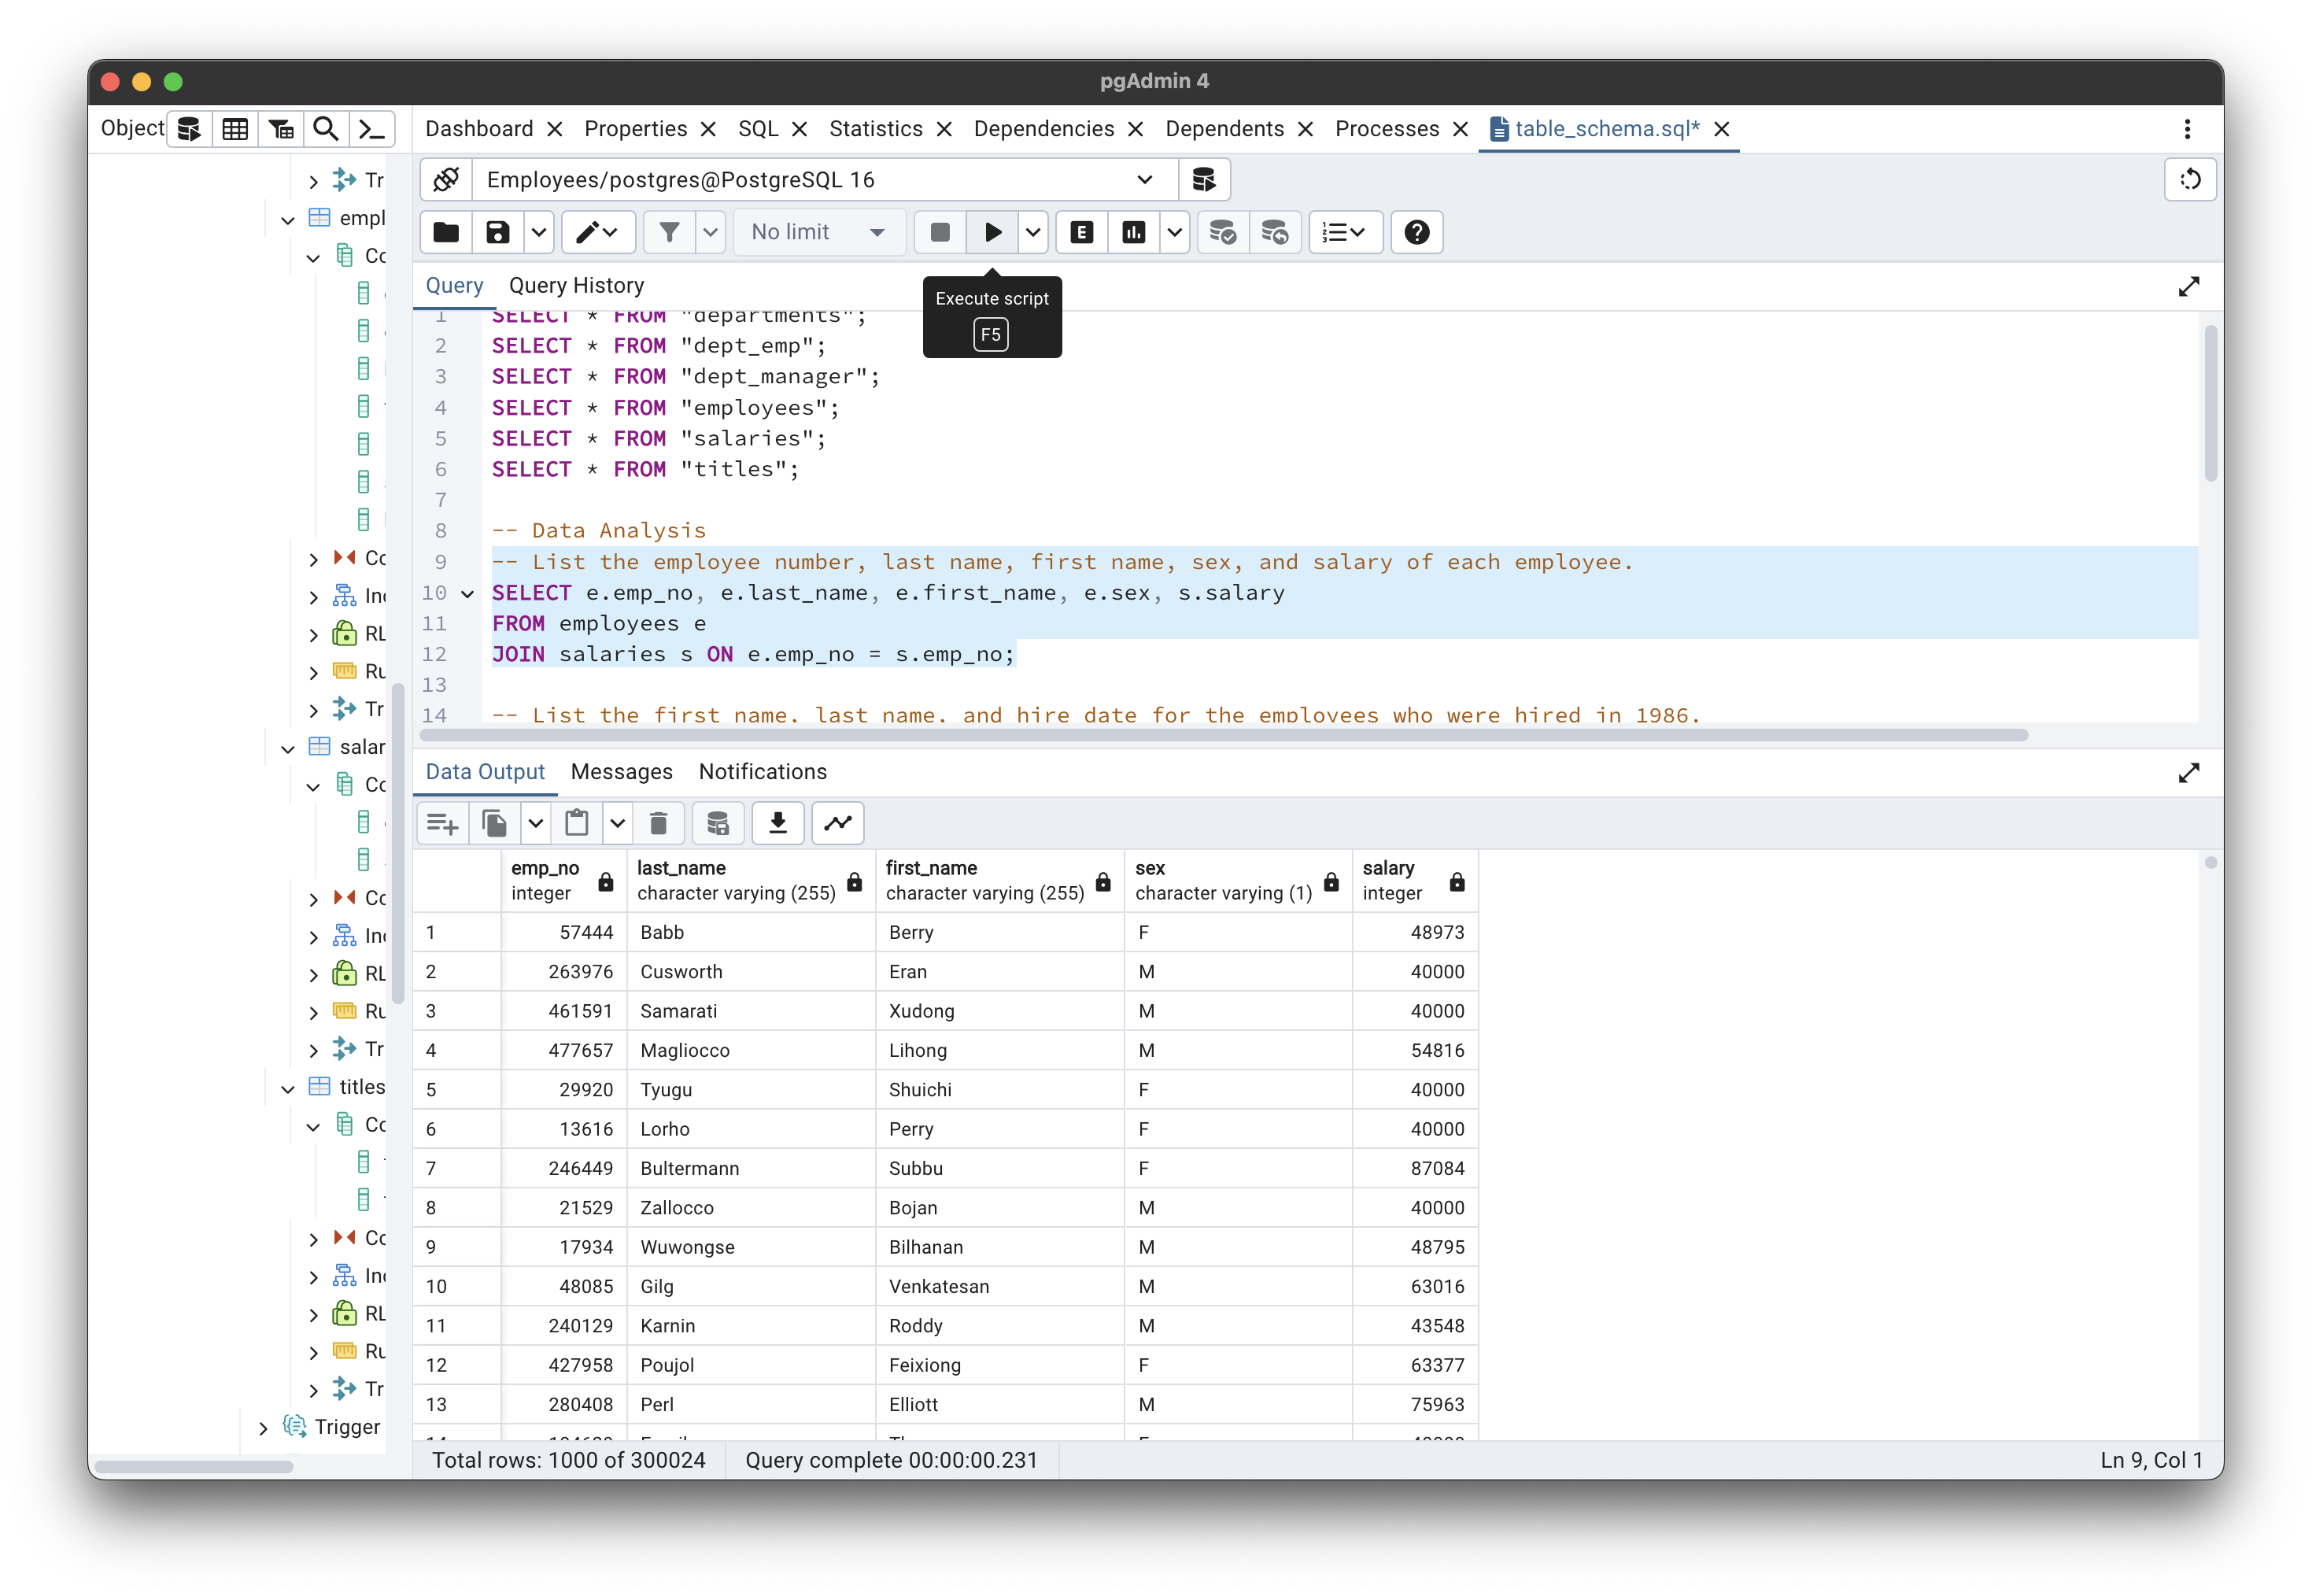 pgAdmin 4
Object
Dashboard Properties SQL Statistics Dependencies Dependents Processes table_schema.sql*
Employees/postgres@PostgreSQL 16
No limit
E
Execute script
F5
Query Query History
1 SELECT * FROM "departments";
2 SELECT * FROM "dept_emp";
3 SELECT * FROM "dept_manager";
4 SELECT * FROM "employees";
5 SELECT * FROM "salaries";
6 SELECT * FROM "titles";
7
8 -- Data Analysis
9 -- List the employee number, last name, first name, sex, and salary of each employee.
10 SELECT e.emp_no, e.last_name, e.first_name, e.sex, s.salary
11 FROM employees e
12 JOIN salaries s ON e.emp_no = s.emp_no;
13
14 -- List the first name, last name, and hire date for the employees who were hired in 1986.
Tr
empl
Co
Co
Ind
RL
Ru
Tr
salar
Co
Co
Ind
RL
Ru
Tr
titles
Co
Co
Ind
RL
Ru
Tr
Trigger
Data Output Messages Notifications
emp_no last_name first_name sex salary
integer character varying (255) character varying (255) character varying (1) integer
1 57444 Babb Berry F 48973
2 263976 Cusworth Eran M 40000
3 461591 Samarati Xudong M 40000
4 477657 Magliocco Lihong M 54816
5 29920 Tyugu Shuichi F 40000
6 13616 Lorho Perry F 40000
7 246449 Bultermann Subbu F 87084
8 21529 Zallocco Bojan M 40000
9 17934 Wuwongse Bilhanan M 48795
10 48085 Gilg Venkatesan M 63016
11 240129 Karnin Roddy M 43548
12 427958 Poujol Feixiong F 63377
13 280408 Perl Elliott M 75963
Total rows: 1000 of 300024 Query complete 00:00:00.231 Ln 9, Col 1